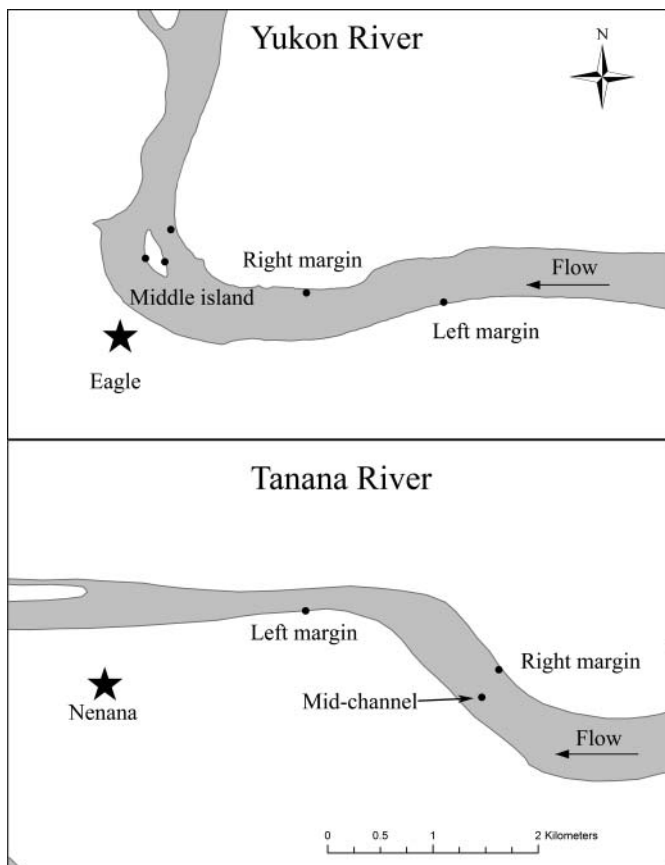 Yukon River
N
Right margin
Flow
Middle island
Left margin
Eagle
Tanana River
Left margin
Right margin
Mid-channel
Nenana
Flow
0 0.5 1 2 Kilometers